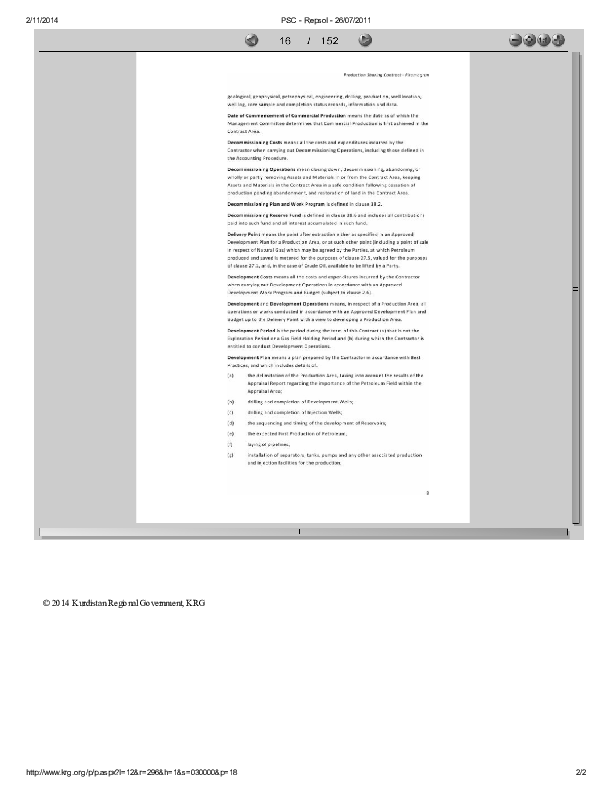 2/11/2014 PSC - Repsol - 26/07/2011
16 / 152
Production Sharing Contract -
geological, geophysical, petrophysical, engineering, drilling, production, well location,
well log, core sample and completion status records, information and data.
Date of Commencement of Commercial Production means the date as of which the
Management Committee determines that Commercial Production is first achieved in the
Contract Area.
Decommissioning Costs means all the costs and expenditures incurred by the
Contractor when carrying out Decommissioning Operations, including those defined in
the Accounting Procedure.
Decommissioning Operations mean closing down, decommissioning, abandoning, or
wholly or partly removing Assets and Materials in or from the Contract Area, keeping
Assets and Materials in the Contract Area in a safe condition following cessation of
production pending abandonment, and restoration of land in the Contract Area.
Decommissioning Plan and Work Program is defined in clause 38.2.
Decommissioning Reserve Fund is defined in clause 38.6 and includes all contributions
paid into such fund and all interest accumulated in such fund.
Delivery Point means the point after extraction either as specified in an Approved
Development Plan for a Production Area, or at such other point (including a point of sale
in respect of Natural Gas) which may be agreed by the Parties, at which Petroleum
produced and saved is metered for the purposes of clause 27.5, valued for the purposes
of clause 27.2, and, in the case of Crude Oil, available to be lifted by a Party.
Development Costs means all the costs and expenditures incurred by the Contractor
when carrying out Development Operations in accordance with an Approved
Development Work Program and Budget (subject to clause 2.6).
Development and Development Operations means, in respect of a Production Area, all
operations or works conducted in accordance with an Approved Development Plan and
Budget up to the Delivery Point with a view to developing a Production Area.
Development Period is the period during the term of this Contract (a) that is not the
Exploration Period or a Gas Field Holding Period and (b) during which the Contractor is
entitled to conduct Development Operations.
Development Plan means a plan prepared by the Contractor in accordance with Best
Practices, and which includes details of:
(a) the delimitation of the Production Area, taking into account the results of the
Appraisal Report regarding the importance of the Petroleum Field within the
Appraisal Area;
(b) drilling and completion of Development Wells;
(c) drilling and completion of Injection Wells;
(d) the sequencing and timing of the development of Reservoirs;
(e) the expected First Production of Petroleum;
(f) laying of pipelines;
(g) installation of separators, tanks, pumps and any other associated production
and injection facilities for the production;
© 2014 Kurdistan Regional Government, KRG
http://www.krg.org/p/p.aspx?l=12&r=296&h=1&s=030000&p=18 2/2